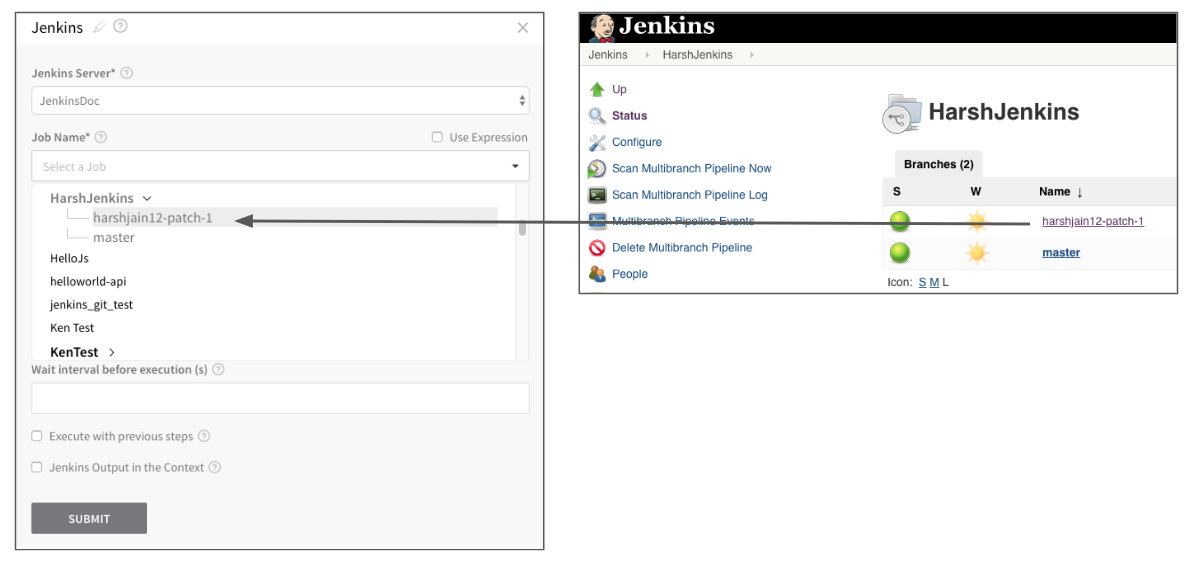 Jenkins
Jenkins Server*
JenkinsDoc
Job Name*
Use Expression
Select a Job
HarshJenkins
harshjain12-patch-1
master
HelloJs
helloworld-api
jenkins_git_test
Ken Test
KenTest
Wait interval before execution (s)
Execute with previous steps
Jenkins Output in the Context
SUBMIT
Jenkins
Jenkins HarshJenkins
Up
Status
Configure
Scan Multibranch Pipeline Now
Scan Multibranch Pipeline Log
Multibranch Pipeline Events
Delete Multibranch Pipeline
People
HarshJenkins
Branches (2)
S W Name ↓
harshjain12-patch-1
master
Icon: S M L